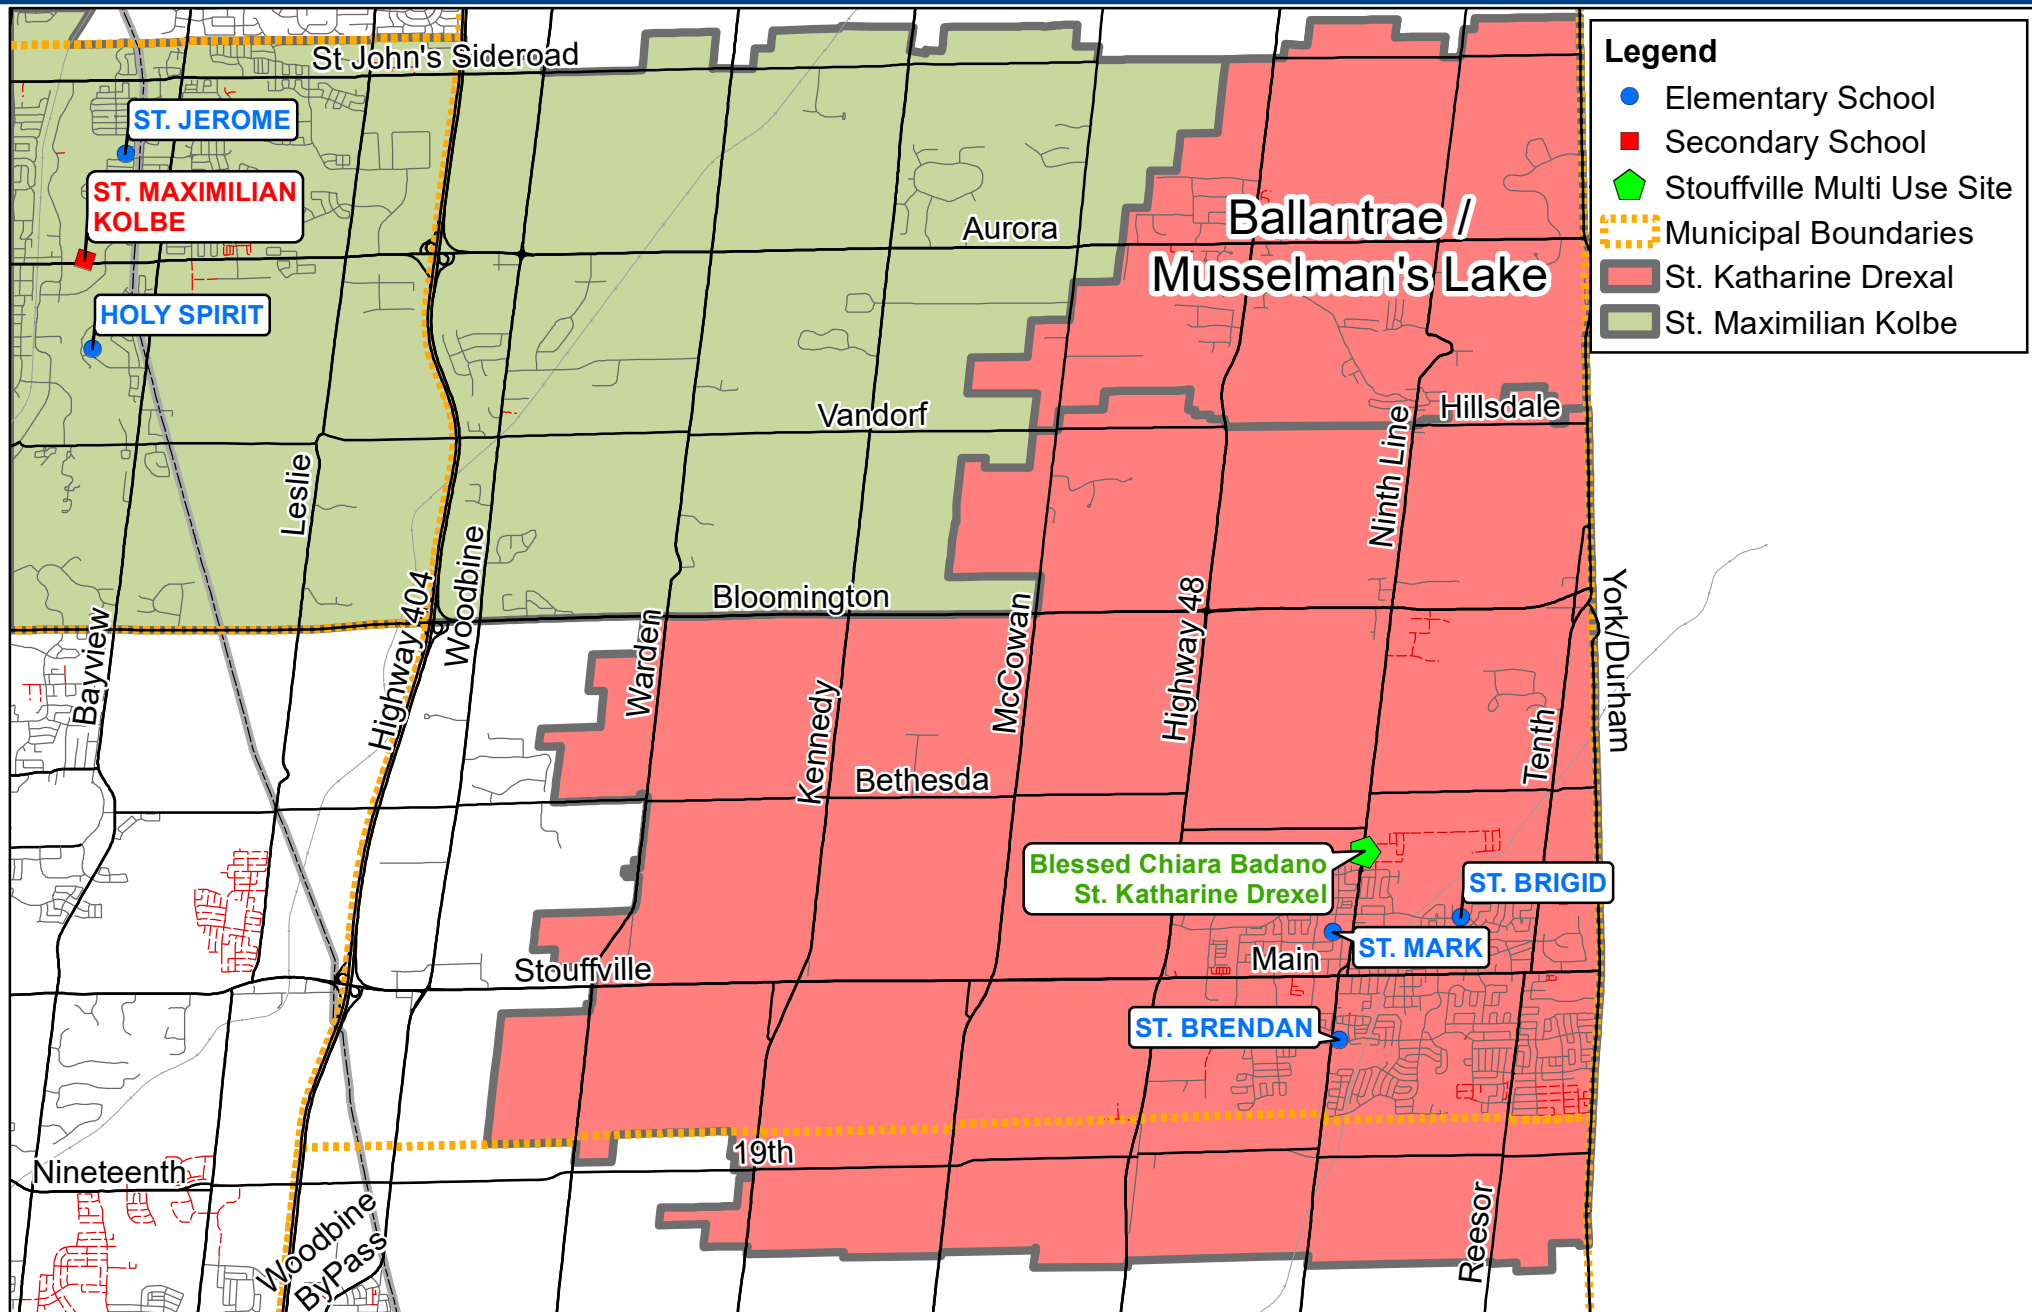 St John's Sideroad
ST. JEROME
ST. MAXIMILIAN
KOLBE
HOLY SPIRIT
Aurora
Ballantrae /
Musselman's Lake
Vandorf
Hillsdale
Leslie
Ninth Line
Woodbine
Highway 404
Bloomington
Bayview
Warden
Kennedy
McCowan
Highway 48
York/Durham
Tenth
Bethesda
Blessed Chiara Badano
St. Katharine Drexel
ST. BRIGID
ST. MARK
Main
Stouffville
ST. BRENDAN
19th
Nineteenth
Woodbine
ByPass
Reesor
Legend
Elementary School
Secondary School
Stouffville Multi Use Site
Municipal Boundaries
St. Katharine Drexal
St. Maximilian Kolbe